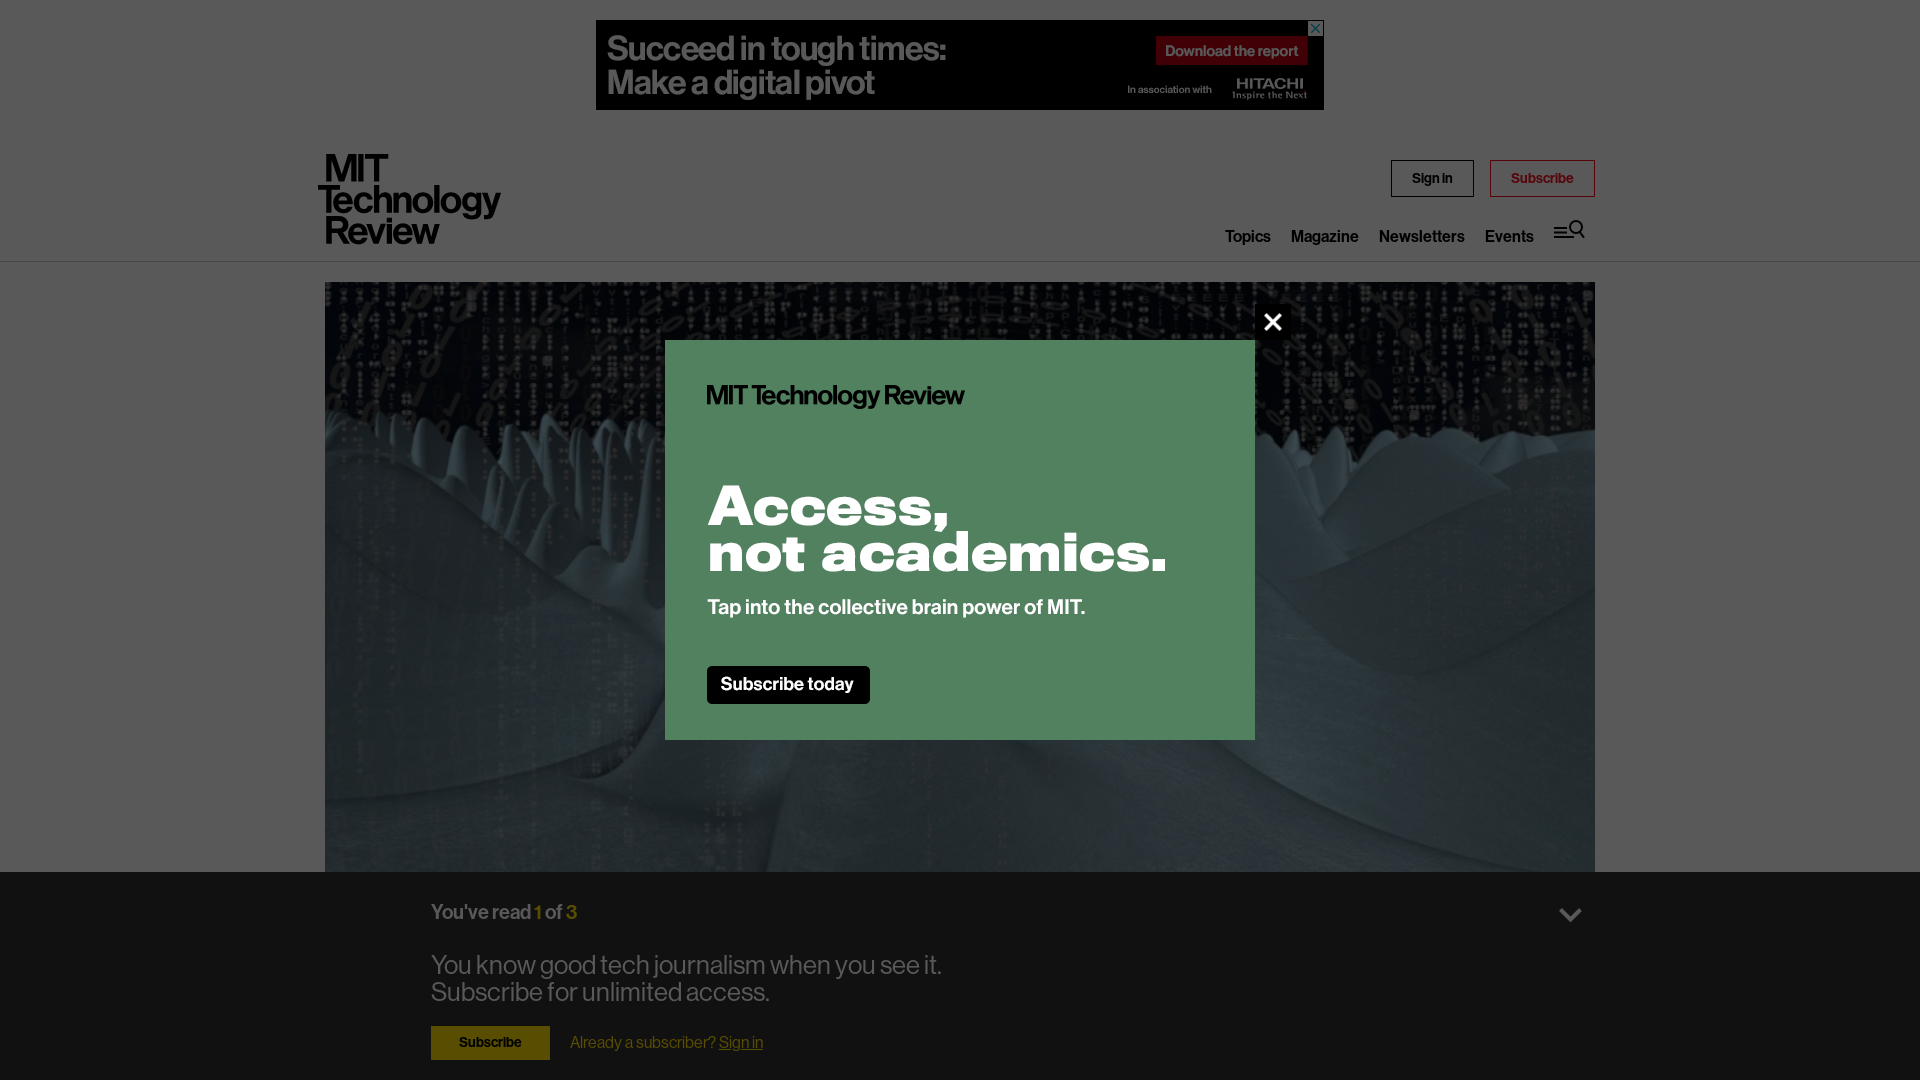 Succeed in tough times:
Make a digital pivot
Download the report
In association with
HITACHI
Inspire the Next
MIT
Technology
Review
Sign in
Subscribe
Topics
Magazine
Newsletters
Events
MIT Technology Review
Access,
not academics.
Tap into the collective brain power of MIT.
Subscribe today
You've read 1 of 3
You know good tech journalism when you see it.
Subscribe for unlimited access.
Subscribe
Already a subscriber? Sign in